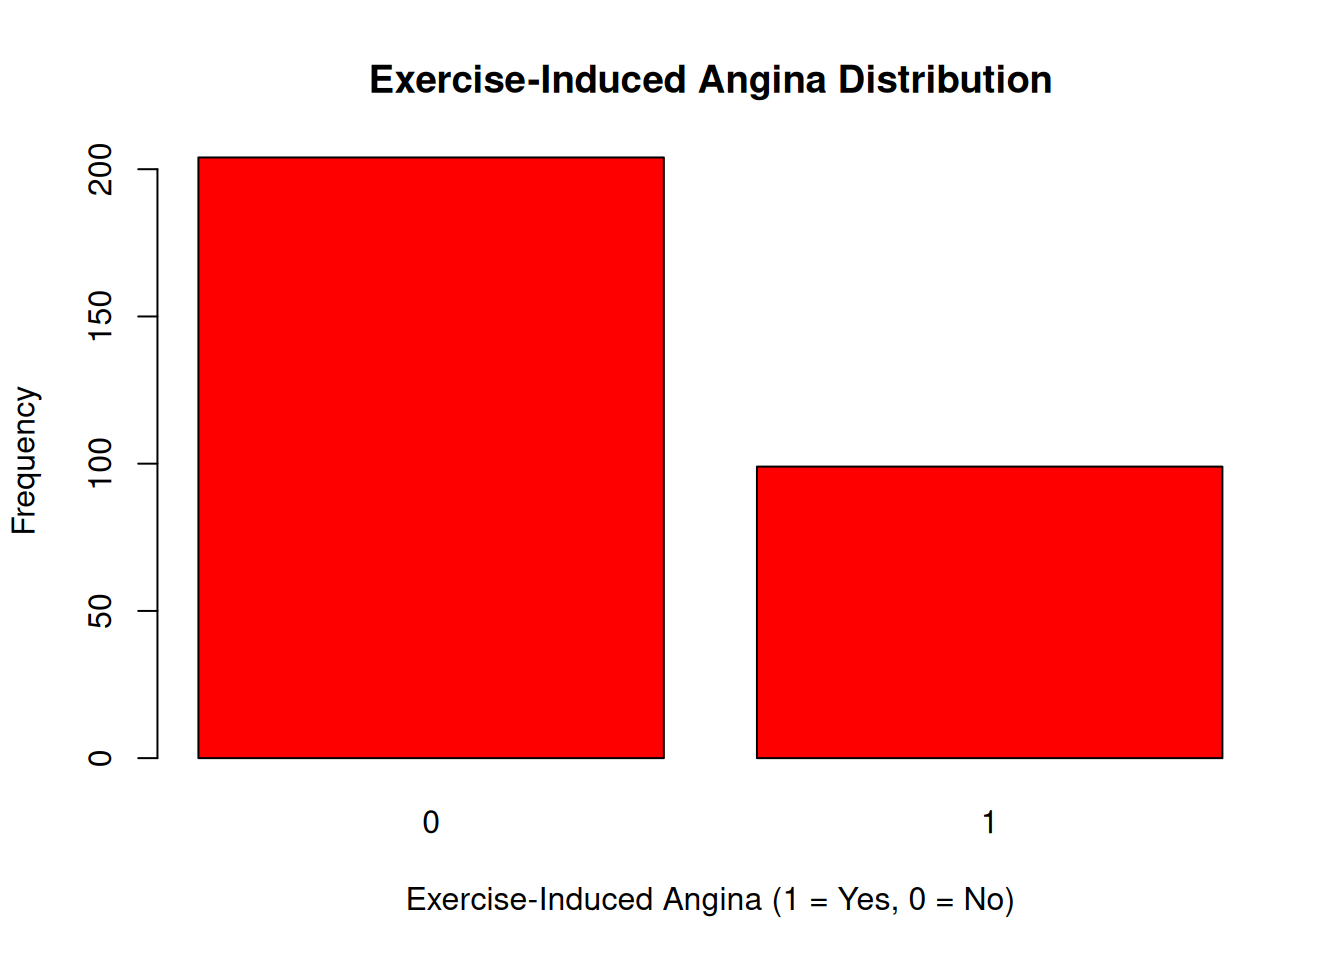 Exercise-Induced Angina Distribution
200
150
100
50
0
Frequency
0 1
Exercise-Induced Angina (1 = Yes, 0 = No)